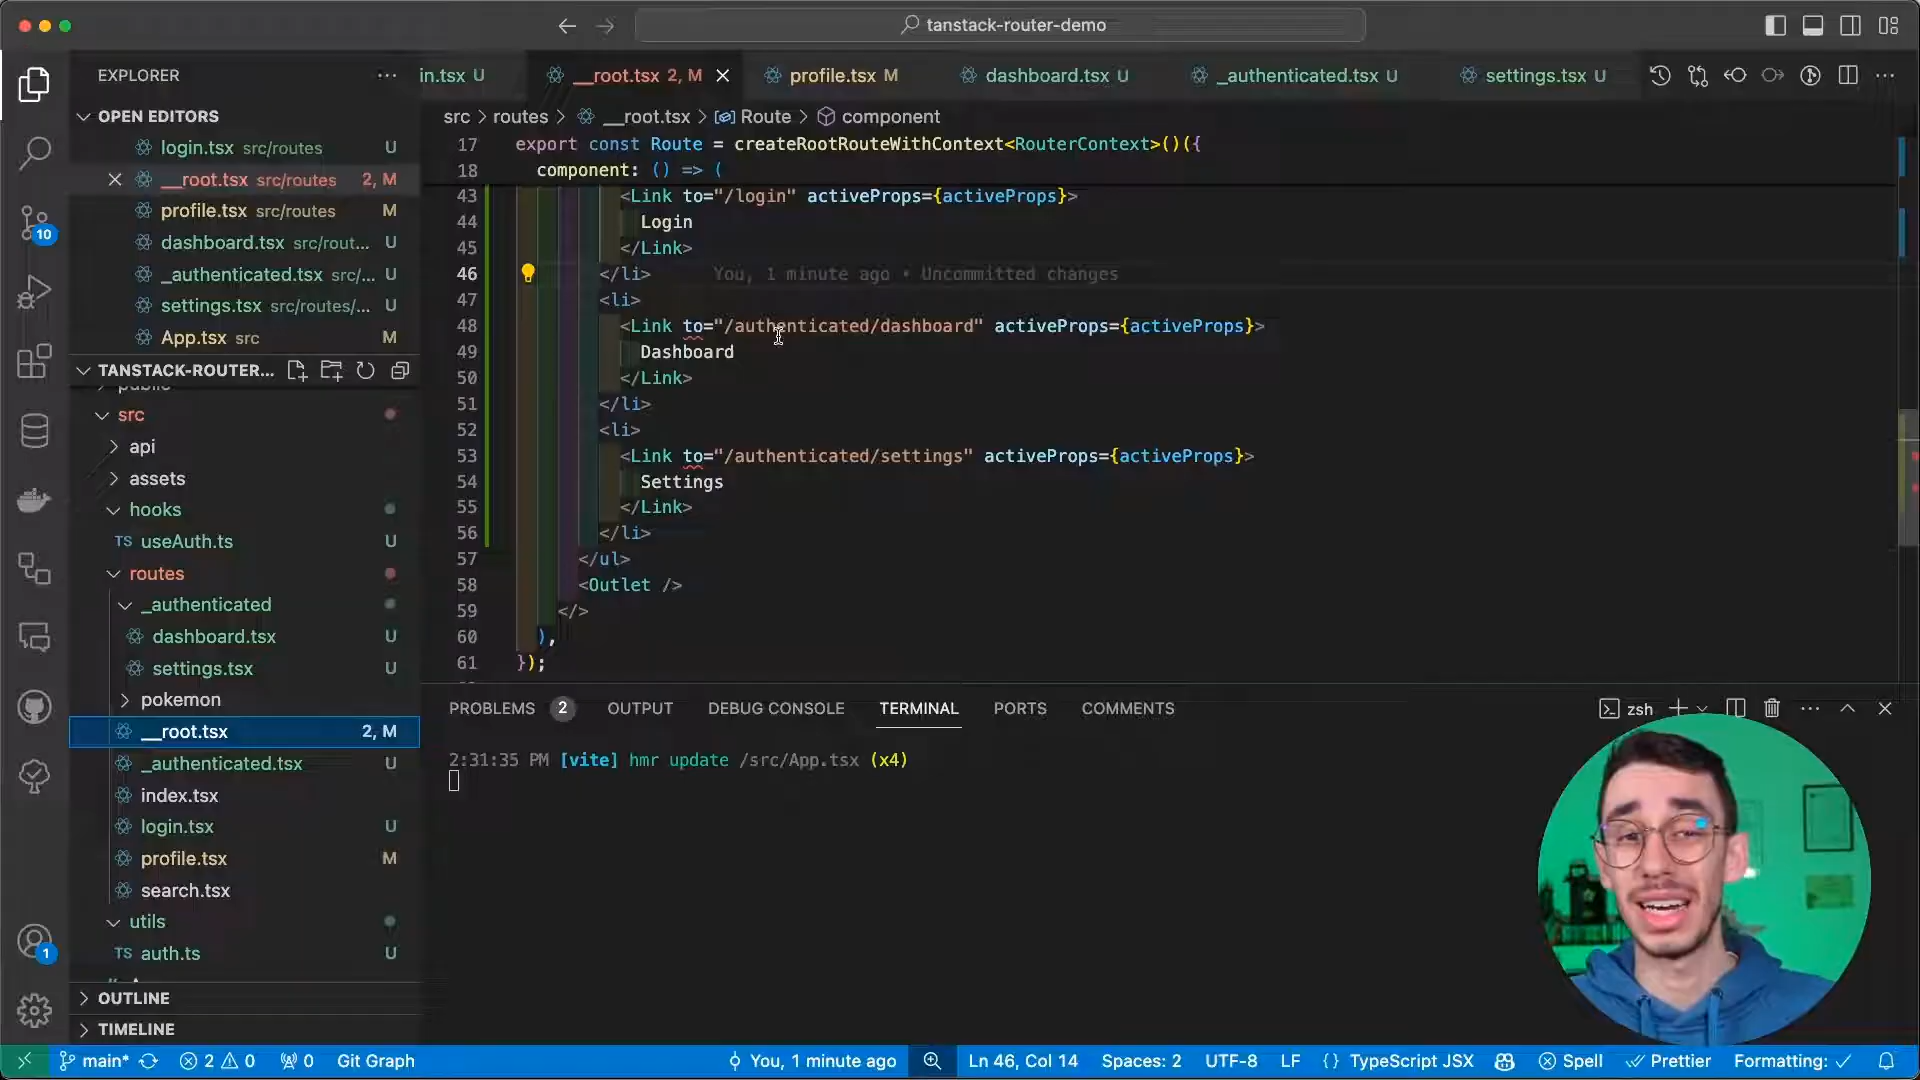 tanstack-router-demo
EXPLORER
in.tsx U
__root.tsx 2, M
profile.tsx M
dashboard.tsx U
_authenticated.tsx U
settings.tsx U
OPEN EDITORS
login.tsx src/routes U
__root.tsx src/routes 2, M
profile.tsx src/routes M
dashboard.tsx src/rout... U
_authenticated.tsx src/... U
settings.tsx src/routes/... U
App.tsx src M
TANSTACK-ROUTER...
public
src
api
assets
hooks
TS useAuth.ts U
routes
_authenticated
dashboard.tsx U
settings.tsx U
pokemon
__root.tsx 2, M
_authenticated.tsx U
index.tsx
login.tsx U
profile.tsx M
search.tsx
utils
TS auth.ts U
OUTLINE
TIMELINE
10
1
src > routes > __root.tsx > Route > component
17 export const Route = createRootRouteWithContext<RouterContext>()({
18 component: () => (
43 <Link to="/login" activeProps={activeProps}>
44 Login
45 </Link>
46 </li> You, 1 minute ago • Uncommitted changes
47 <li>
48 <Link to="/authenticated/dashboard" activeProps={activeProps}>
49 Dashboard
50 </Link>
51 </li>
52 <li>
53 <Link to="/authenticated/settings" activeProps={activeProps}>
54 Settings
55 </Link>
56 </li>
57 </ul>
58 <Outlet />
59 </>
60 ),
61 });
PROBLEMS 2 OUTPUT DEBUG CONSOLE TERMINAL PORTS COMMENTS
zsh
2:31:35 PM [vite] hmr update /src/App.tsx (x4)
main* 2 0 0 Git Graph
You, 1 minute ago Ln 46, Col 14 Spaces: 2 UTF-8 LF {} TypeScript JSX Spell Prettier Formatting: ✓